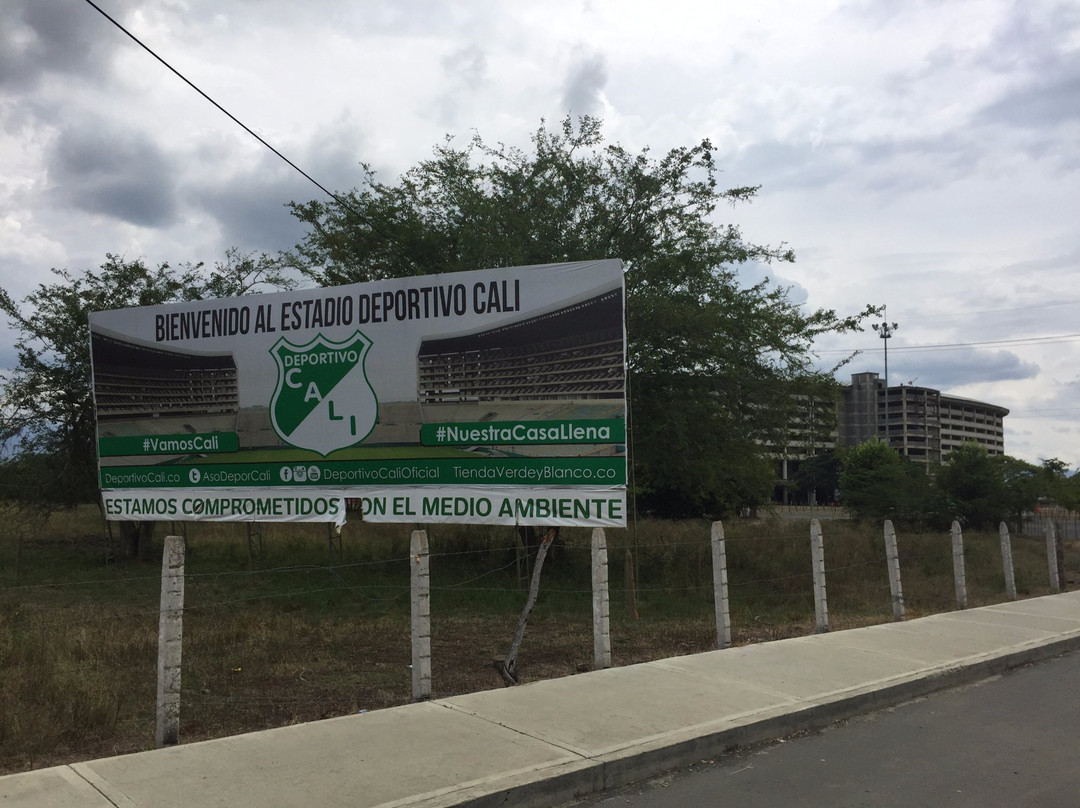 BIENVENIDO AL ESTADIO DEPORTIVO CALI
DEPORTIVO
CALI
#VamosCali
#NuestraCasaLlena
DeportivoCali.co AsoDeporCali DeportivoCaliOficial TiendaVerdeyBlanco.co
ESTAMOS COMPROMETIDOS CON EL MEDIO AMBIENTE